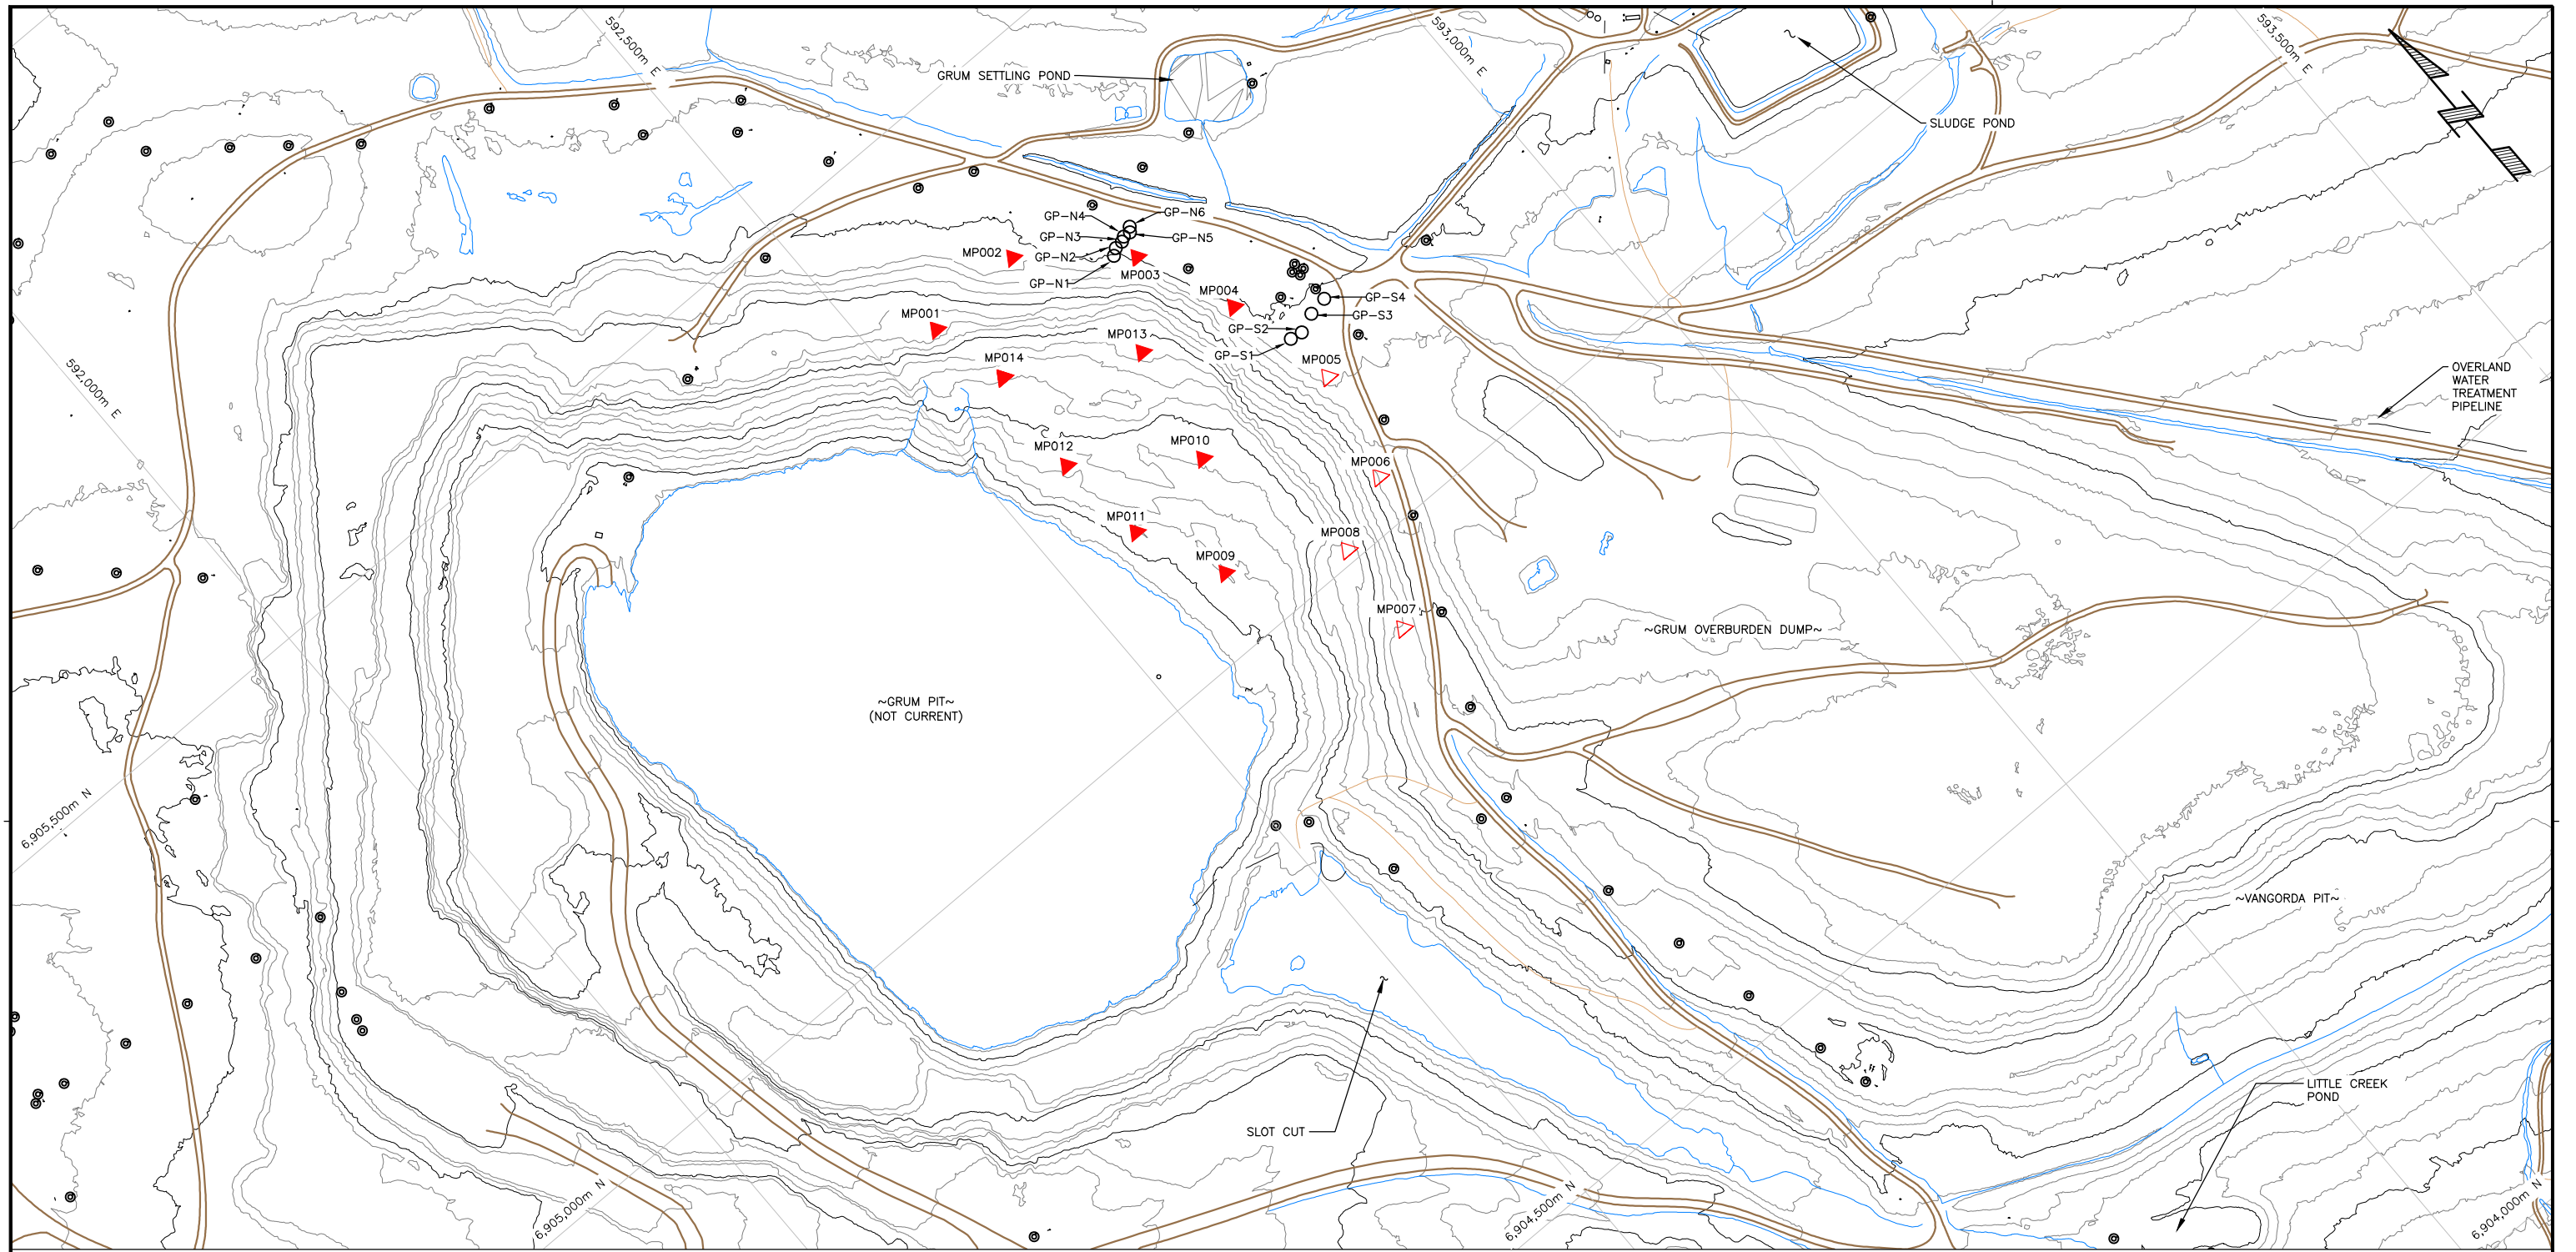 592,500m E
593,000m E
593,500m E
GRUM SETTLING POND
SLUDGE POND
GP-N4
GP-N6
GP-N3
GP-N5
MP002
GP-N2
MP003
GP-N1
MP004
GP-S4
MP001
GP-S3
GP-S2
MP013
GP-S1
MP014
MP005
592,000m E
OVERLAND
WATER
TREATMENT
PIPELINE
MP012
MP010
MP006
MP011
MP008
MP009
MP007
~GRUM OVERBURDEN DUMP~
~GRUM PIT~
(NOT CURRENT)
6,905,500m N
~VANGORDA PIT~
LITTLE CREEK
POND
SLOT CUT
6,905,000m N
6,904,500m N
6,904,000m N